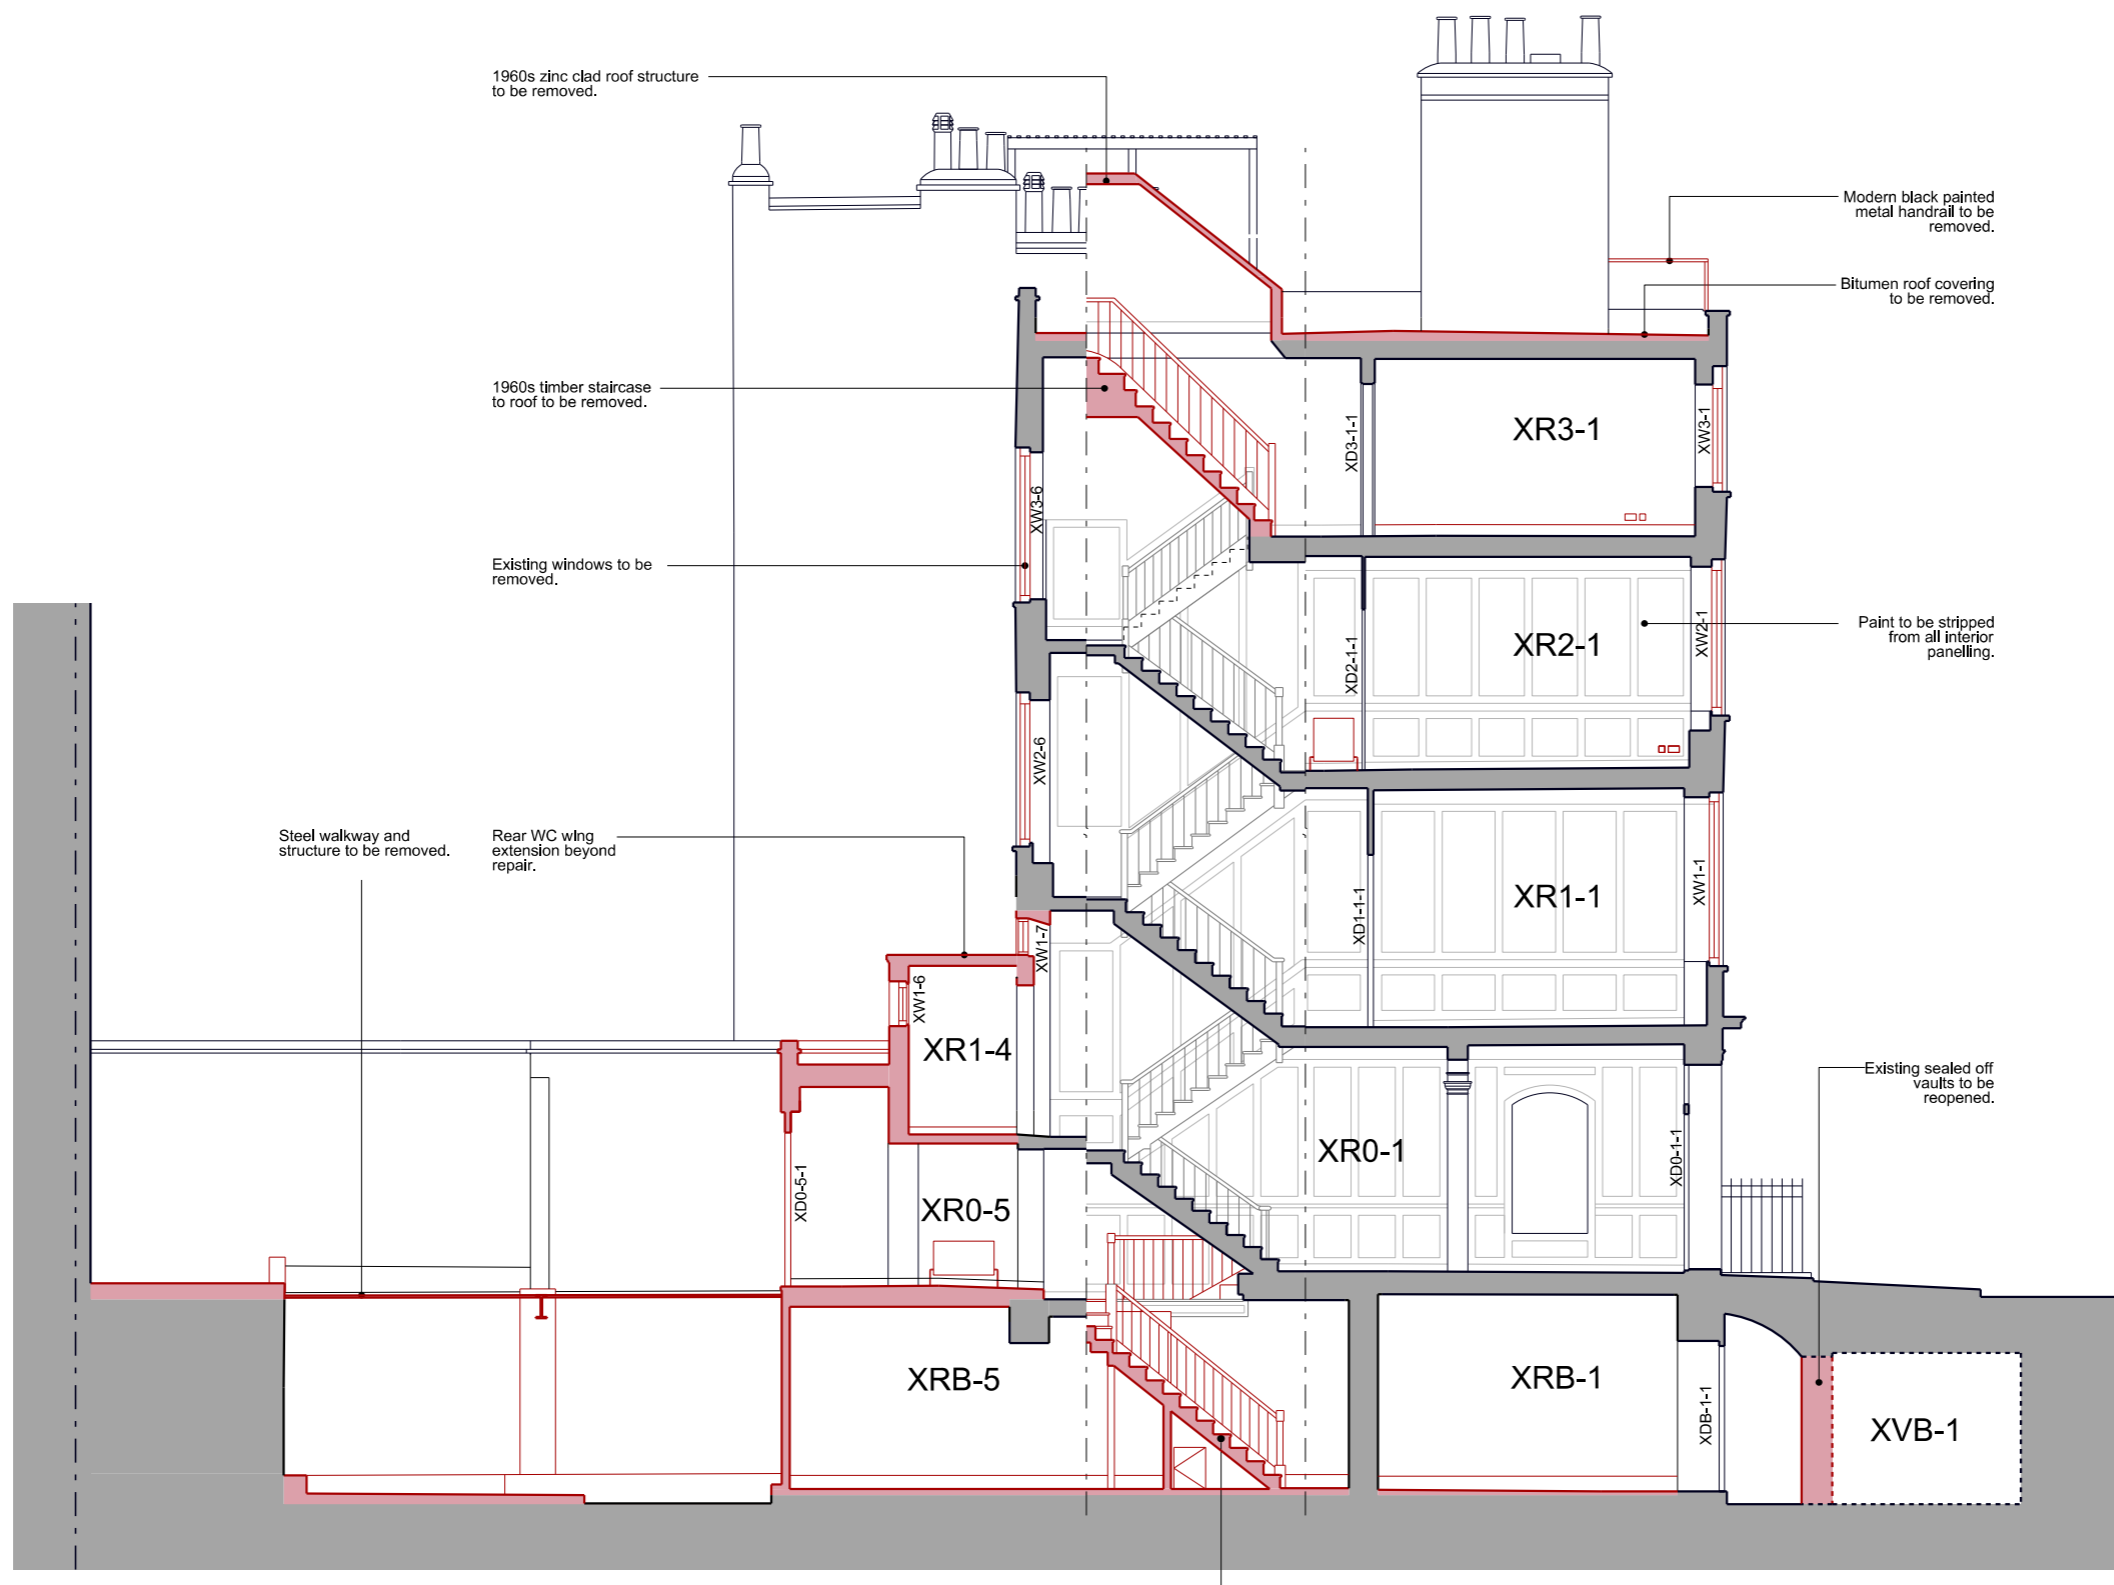 1960s zinc clad roof structure
to be removed.
Modern black painted
metal handrail to be
removed.
Bitumen roof covering
to be removed.
1960s timber staircase
to roof to be removed.
XD3-1-1
XR3-1
XW3-1
XW3-6
Existing windows to be
removed.
XD2-1-1
XR2-1
XW2-1
Paint to be stripped
from all interior
panelling.
XW2-6
Steel walkway and
structure to be removed.
Rear WC wing
extension beyond
repair.
XD1-1-1
XR1-1
XW1-1
XW1-7
XW1-6
XR1-4
Existing sealed off
vaults to be
reopened.
XR0-1
XD0-1-1
XD0-5-1
XR0-5
XRB-5
XRB-1
XDB-1-1
XVB-1